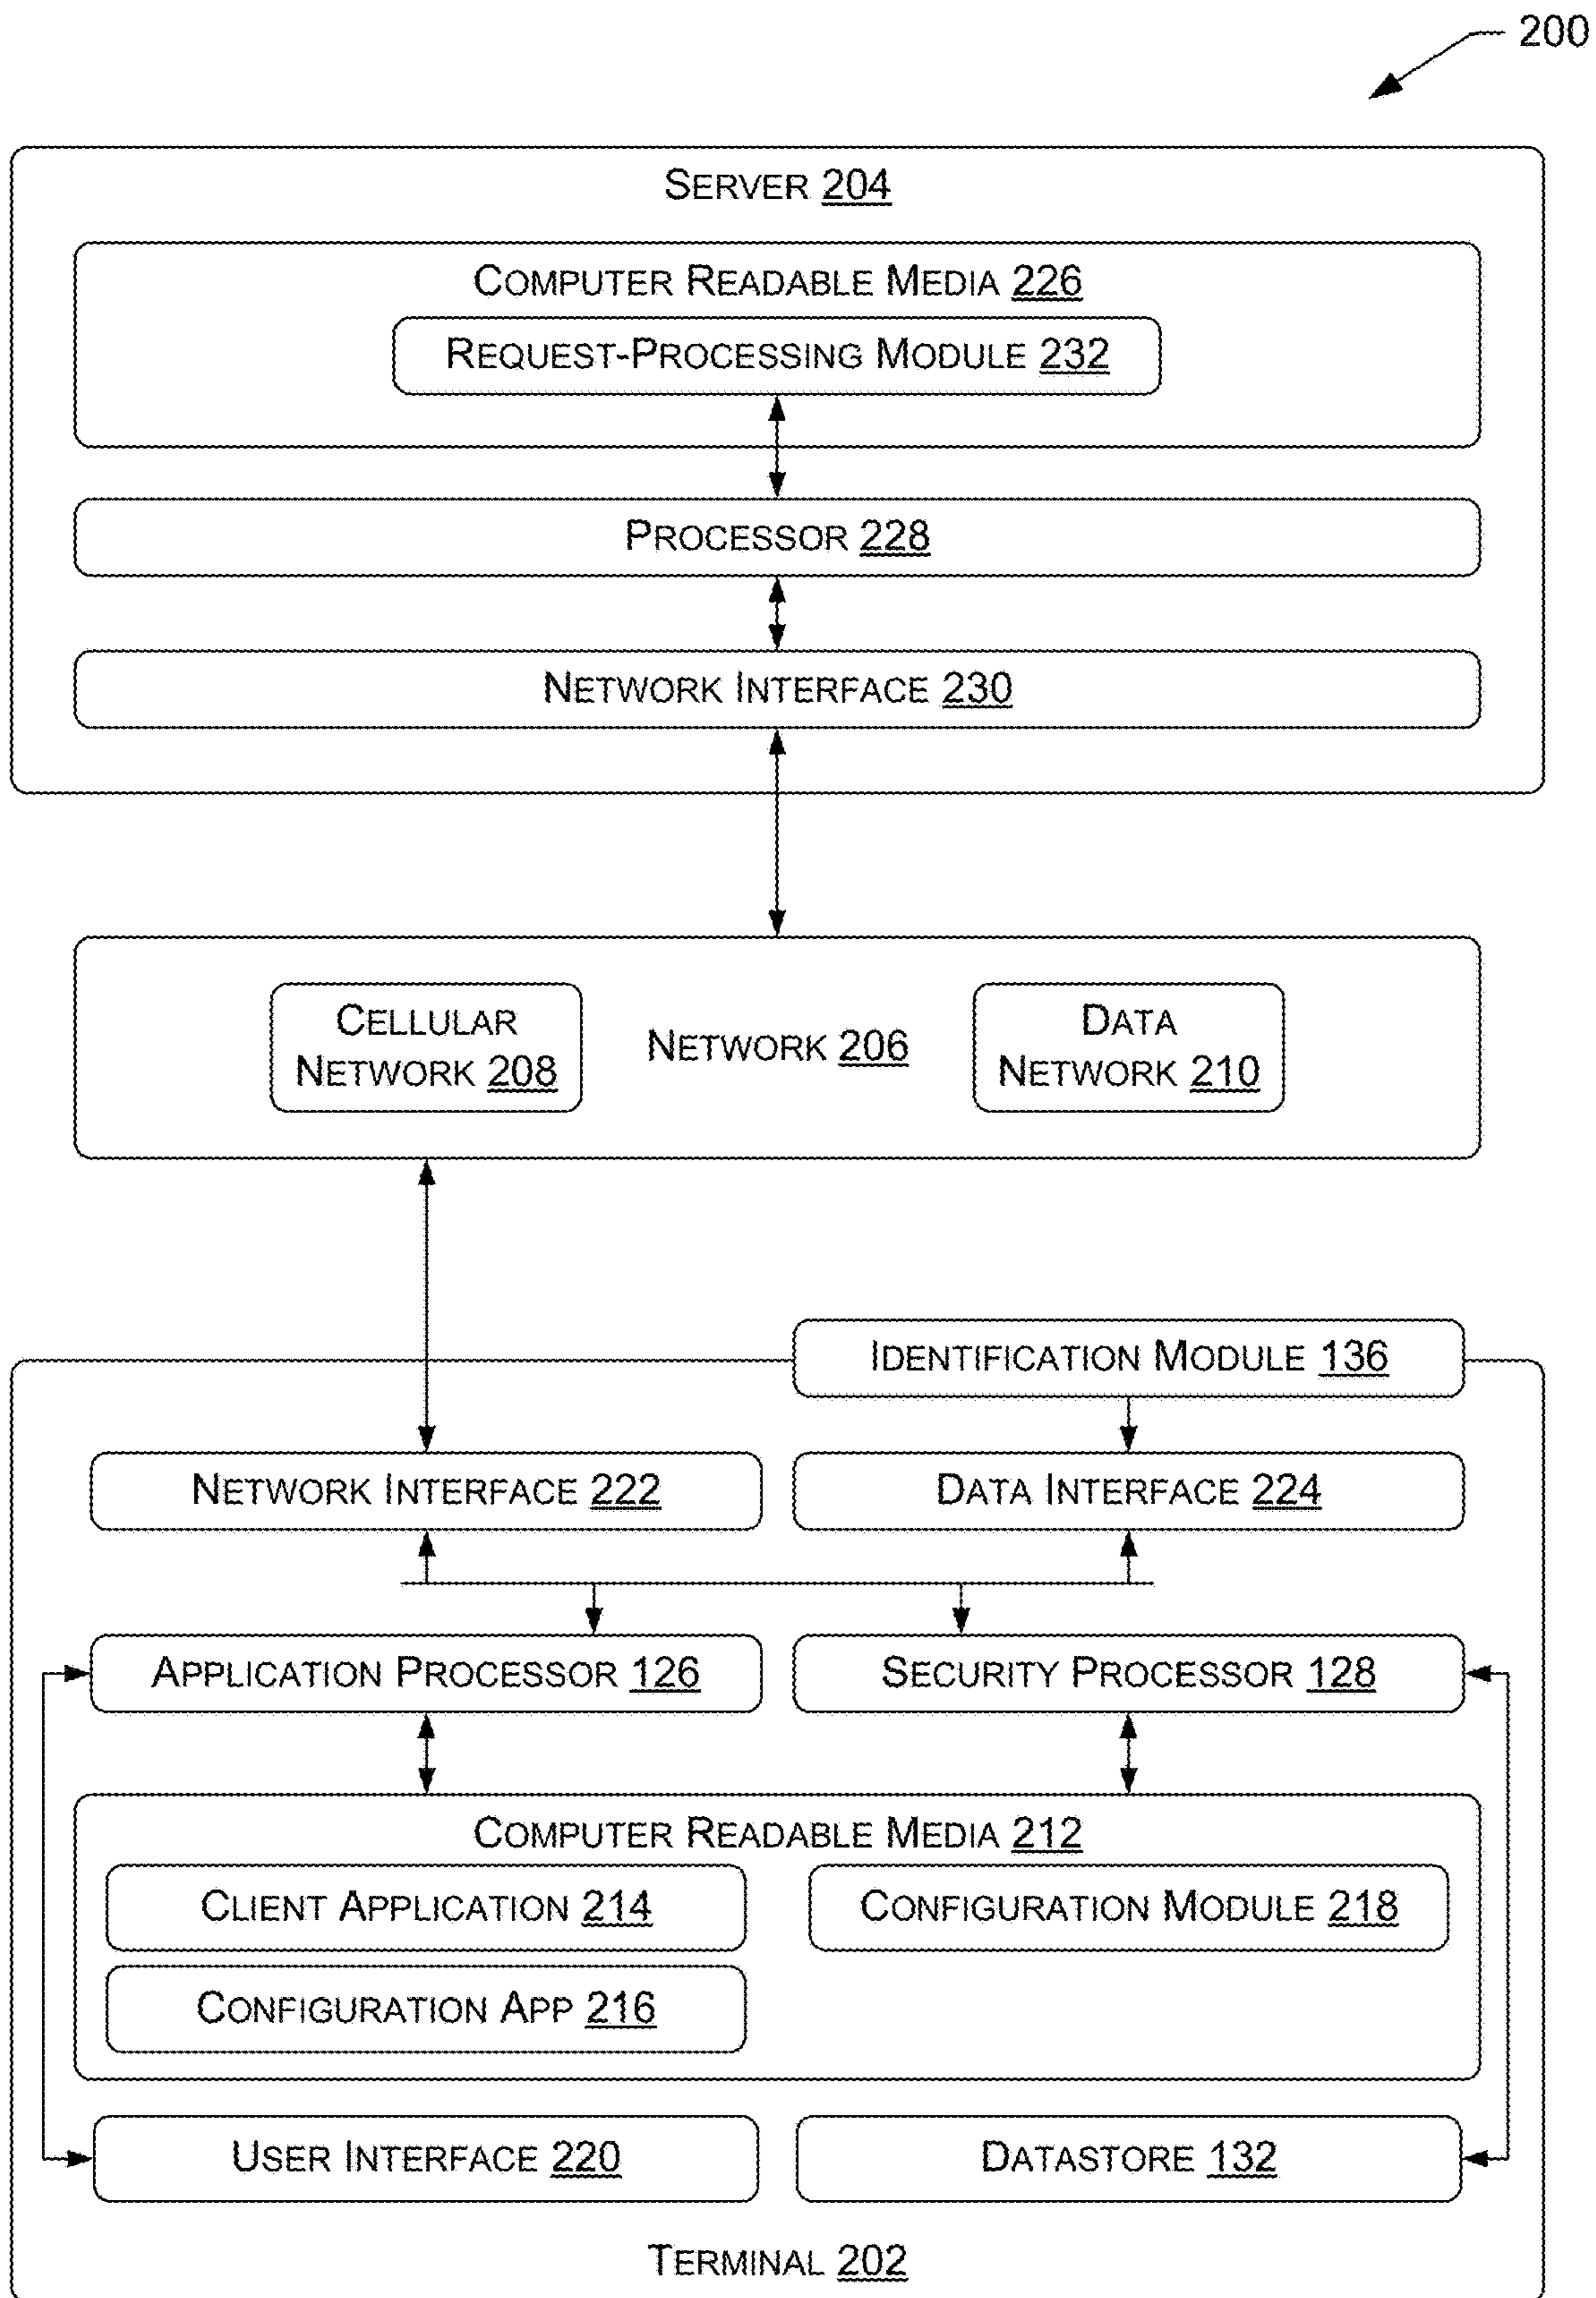 200
SERVER 204
COMPUTER READABLE MEDIA 226
REQUEST-PROCESSING MODULE 232
PROCESSOR 228
NETWORK INTERFACE 230
CELLULAR
NETWORK 208
NETWORK 206
DATA
NETWORK 210
IDENTIFICATION MODULE 136
NETWORK INTERFACE 222
DATA INTERFACE 224
APPLICATION PROCESSOR 126
SECURITY PROCESSOR 128
COMPUTER READABLE MEDIA 212
CLIENT APPLICATION 214
CONFIGURATION MODULE 218
CONFIGURATION APP 216
USER INTERFACE 220
DATASTORE 132
TERMINAL 202